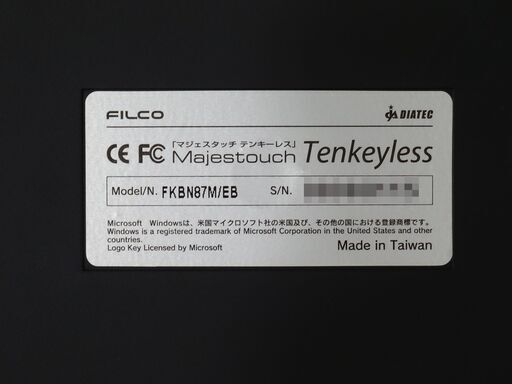 FILCO
DIATEC
CE FC 「マジェスタッチ テンキーレス」
Majestouch Tenkeyless
Model/N. FKBN87M/EB S/N.
Microsoft Windowsは、米国マイクロソフト社の米国及び、その他の国における登録商標です。
Windows is a registered trademark of Microsoft Corporation in the United States and other
countries.
Logo Key Licensed by Microsoft
Made in Taiwan